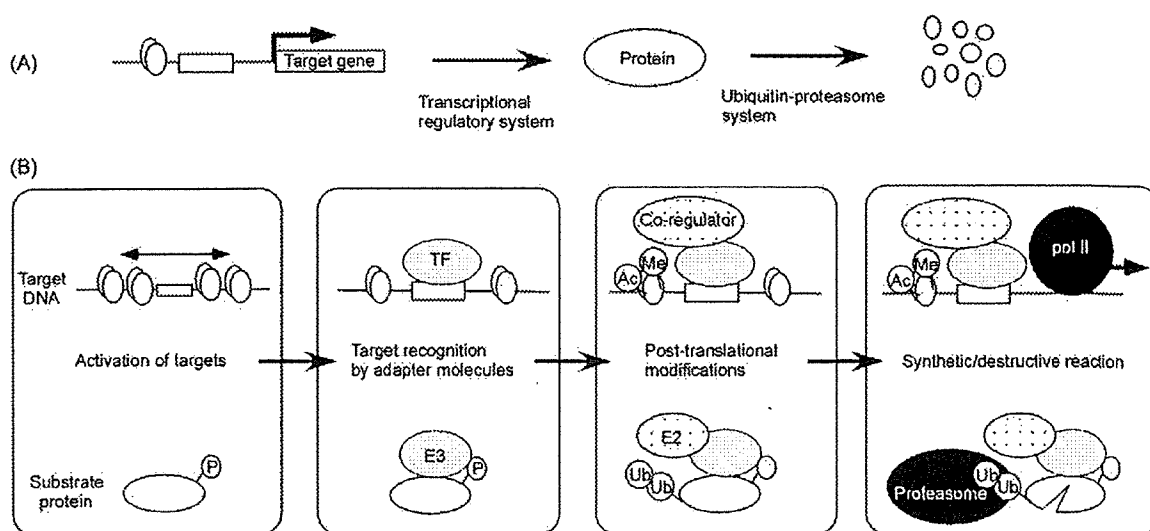 (A)
Target gene
Protein
Transcriptional
regulatory system
Ubiquitin-proteasome
system
(B)
Target
DNA
TF
Co-regulator
Ac
Me
Ac
Me
pol II
Activation of targets
Target recognition
by adapter molecules
Post-translational
modifications
Synthetic/destructive reaction
Substrate
protein
P
E3
P
E2
Ub
Ub
Proteasome
Ub
Ub